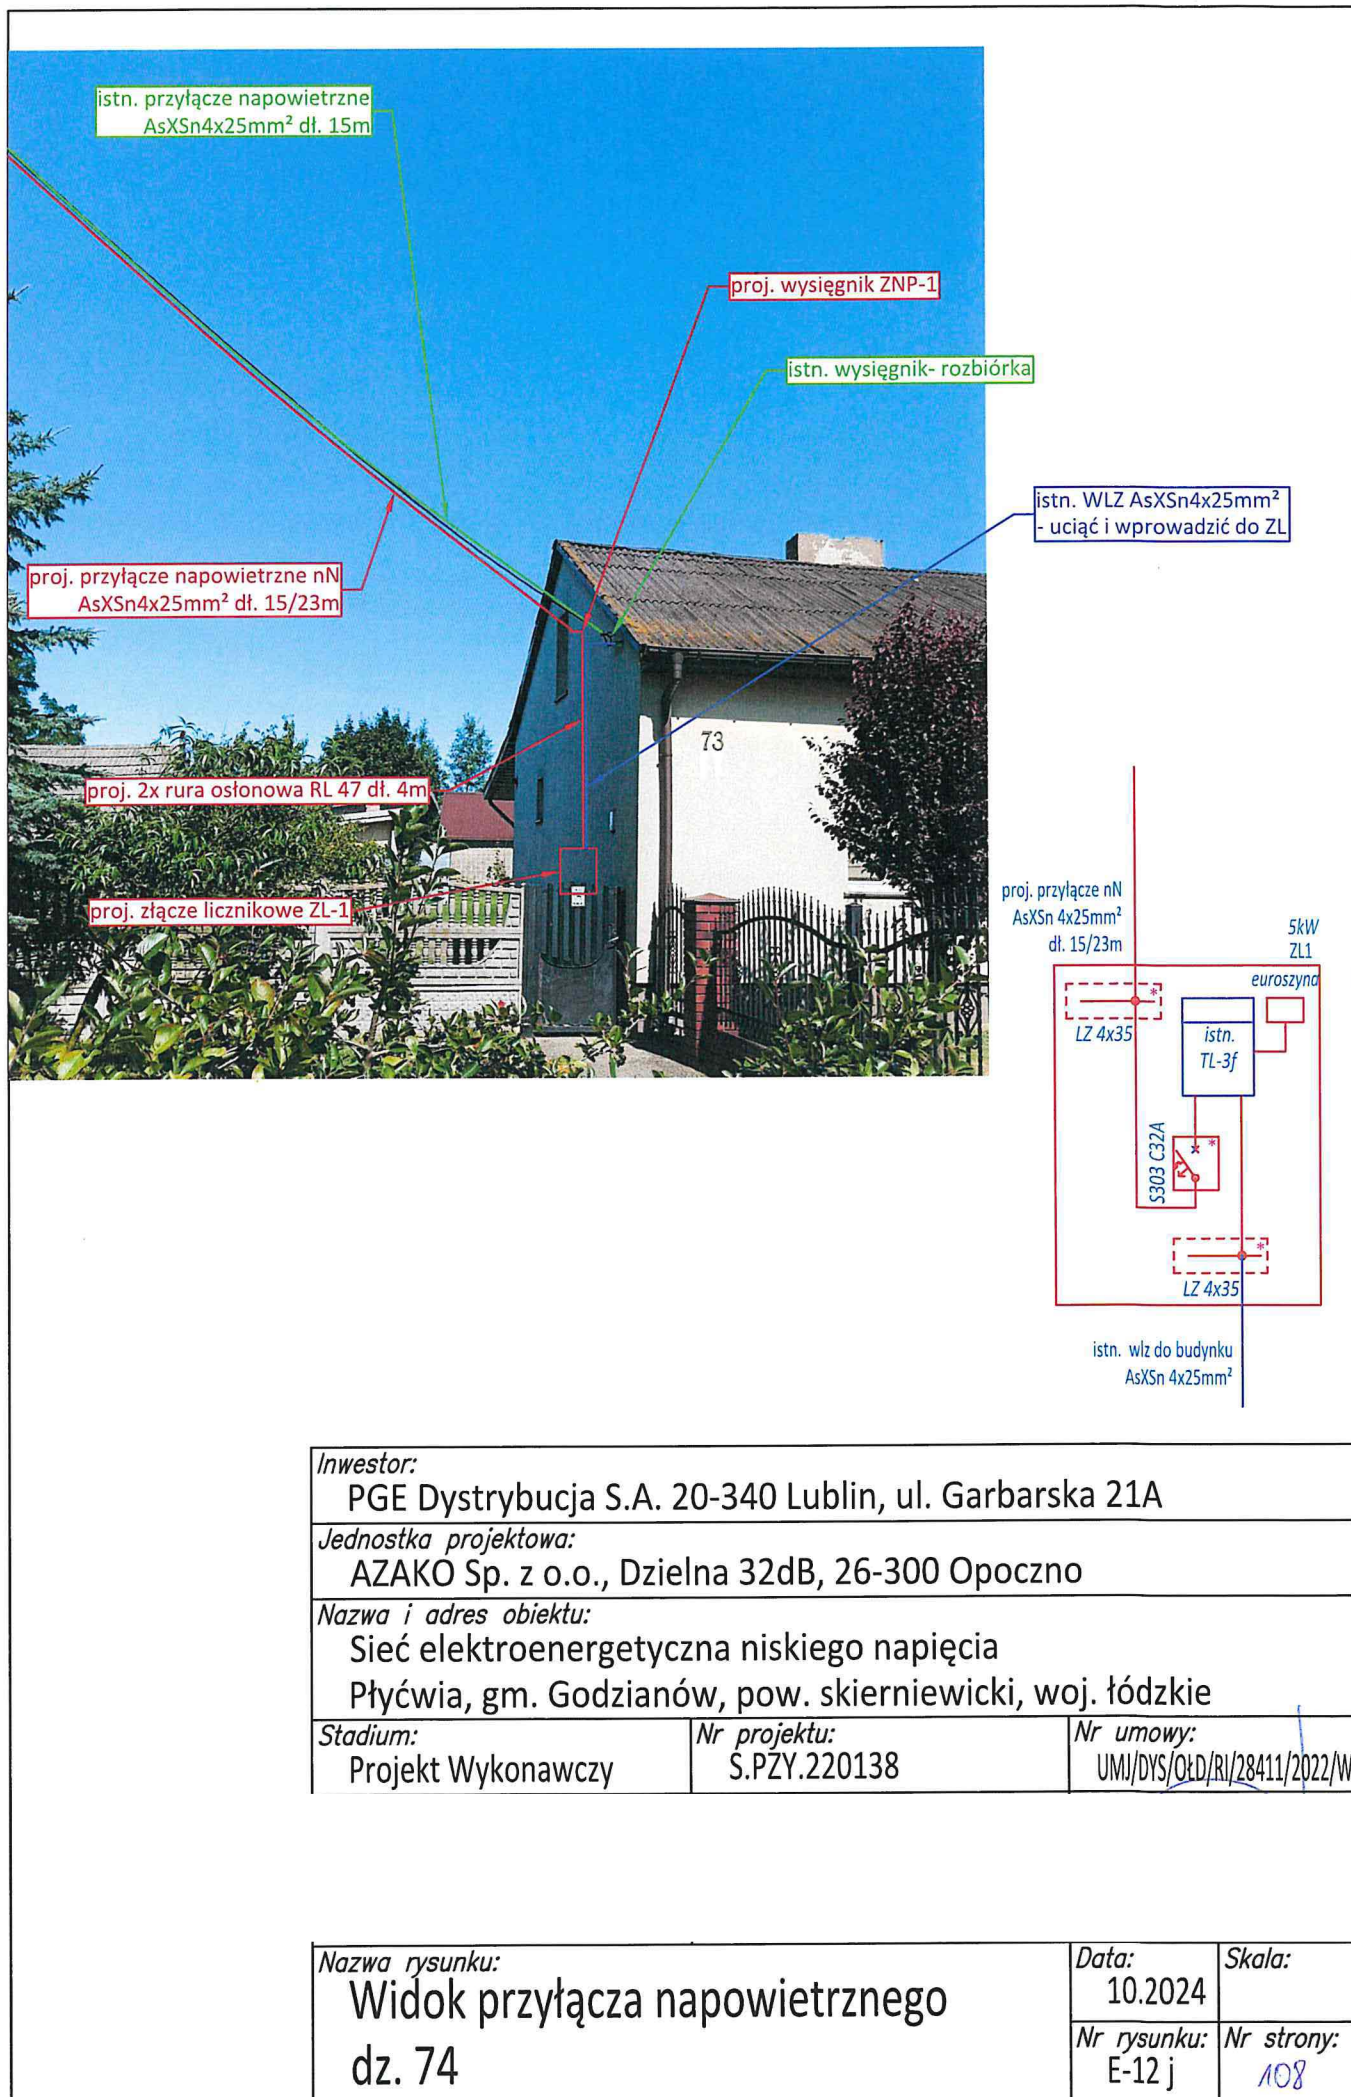 istn. przyłącze napowietrzne
AsXSn4x25mm² dł. 15m
proj. wysięgnik ZNP-1
istn. wysięgnik- rozbiórka
istn. WLZ AsXSn4x25mm²
- uciąć i wprowadzić do ZL
proj. przyłącze napowietrzne nN
AsXSn4x25mm² dł. 15/23m
73
proj. 2x rura osłonowa RL 47 dł. 4m
proj. złącze licznikowe ZL-1
proj. przyłącze nN
AsXSn 4x25mm²
dł. 15/23m
5kW
ZL1
euroszyna
*
LZ 4x35
istn.
TL-3f
S303 C32A
*
*
LZ 4x35
istn. wlz do budynku
AsXSn 4x25mm²
Inwestor:
PGE Dystrybucja S.A. 20-340 Lublin, ul. Garbarska 21A
Jednostka projektowa:
AZAKO Sp. z o.o., Dzielna 32dB, 26-300 Opoczno
Nazwa i adres obiektu:
Sieć elektroenergetyczna niskiego napięcia
Płyćwia, gm. Godzianów, pow. skierniewicki, woj. łódzkie
Stadium:
Projekt Wykonawczy
Nr projektu:
S.PZY.220138
Nr umowy:
UMJ/DYS/OŁD/RI/28411/2022/W
Nazwa rysunku:
Widok przyłącza napowietrznego
dz. 74
Data:
10.2024
Skala:
Nr rysunku:
E-12 j
Nr strony:
108